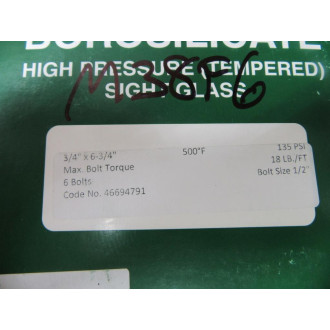 BOROSILICATE
HIGH PRESSURE (TEMPERED)
M38F6
SIGHT GLASS
3/4" x 6-3/4" 500°F 135 PSI
Max. Bolt Torque 18 LB./FT
6 Bolts Bolt Size 1/2"
Code No. 46694791